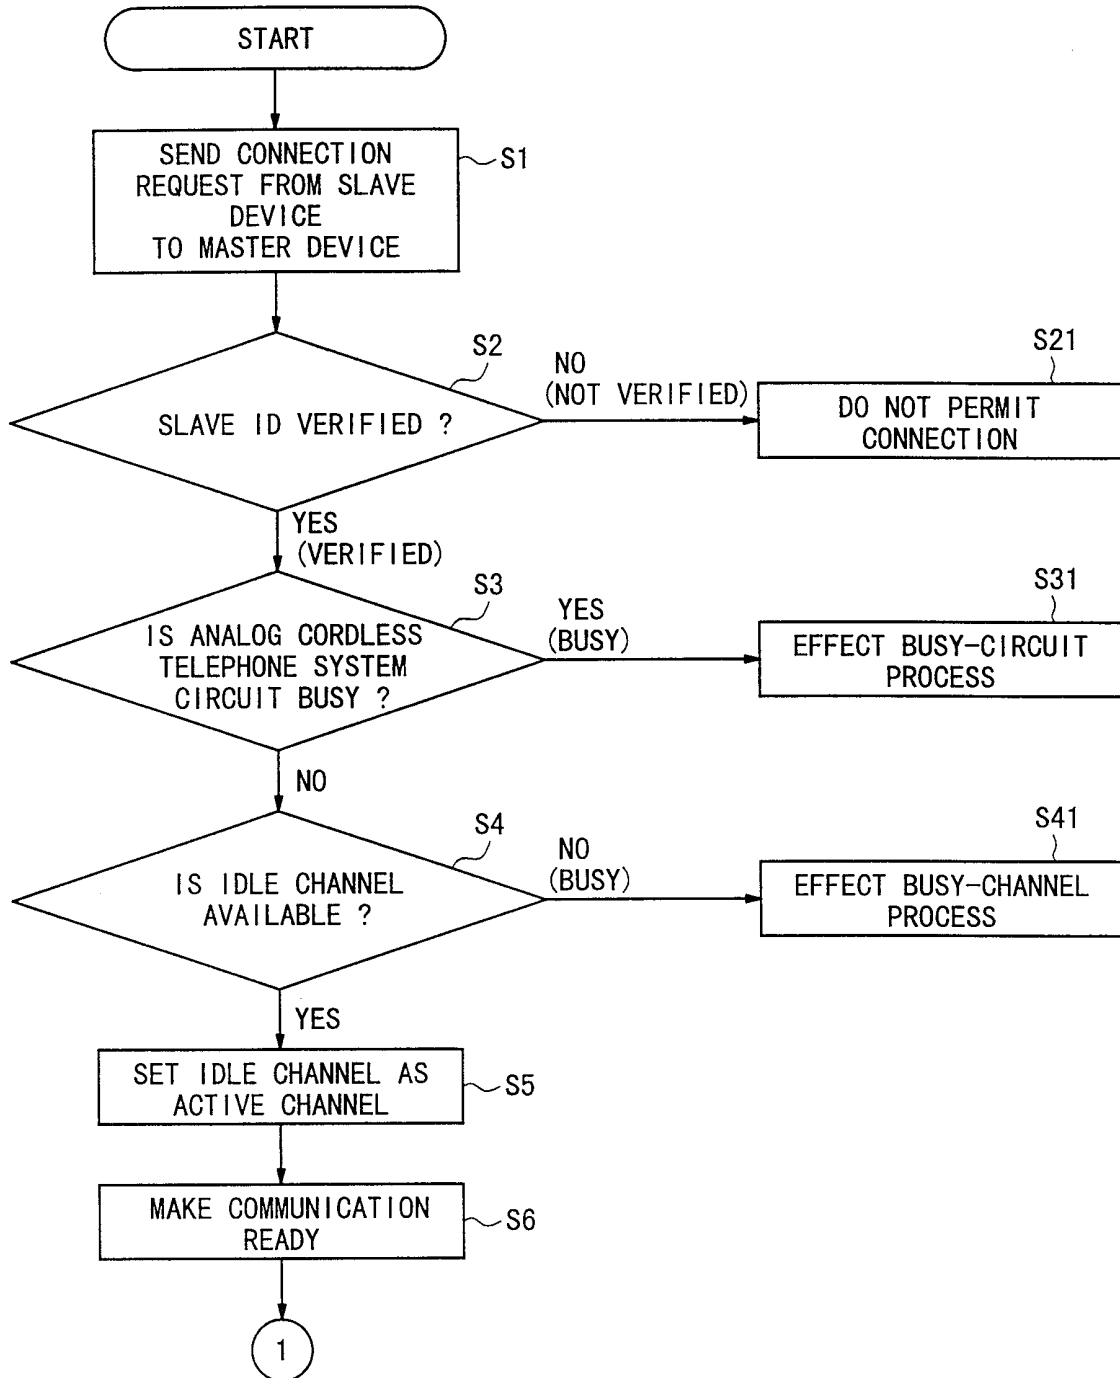 START
SEND CONNECTION
REQUEST FROM SLAVE
DEVICE
TO MASTER DEVICE
S1
SLAVE ID VERIFIED ?
S2
NO
(NOT VERIFIED)
S21
DO NOT PERMIT
CONNECTION
YES
(VERIFIED)
IS ANALOG CORDLESS
TELEPHONE SYSTEM
CIRCUIT BUSY ?
S3
YES
(BUSY)
S31
EFFECT BUSY-CIRCUIT
PROCESS
NO
IS IDLE CHANNEL
AVAILABLE ?
S4
NO
(BUSY)
S41
EFFECT BUSY-CHANNEL
PROCESS
YES
SET IDLE CHANNEL AS
ACTIVE CHANNEL
S5
MAKE COMMUNICATION
READY
S6
1